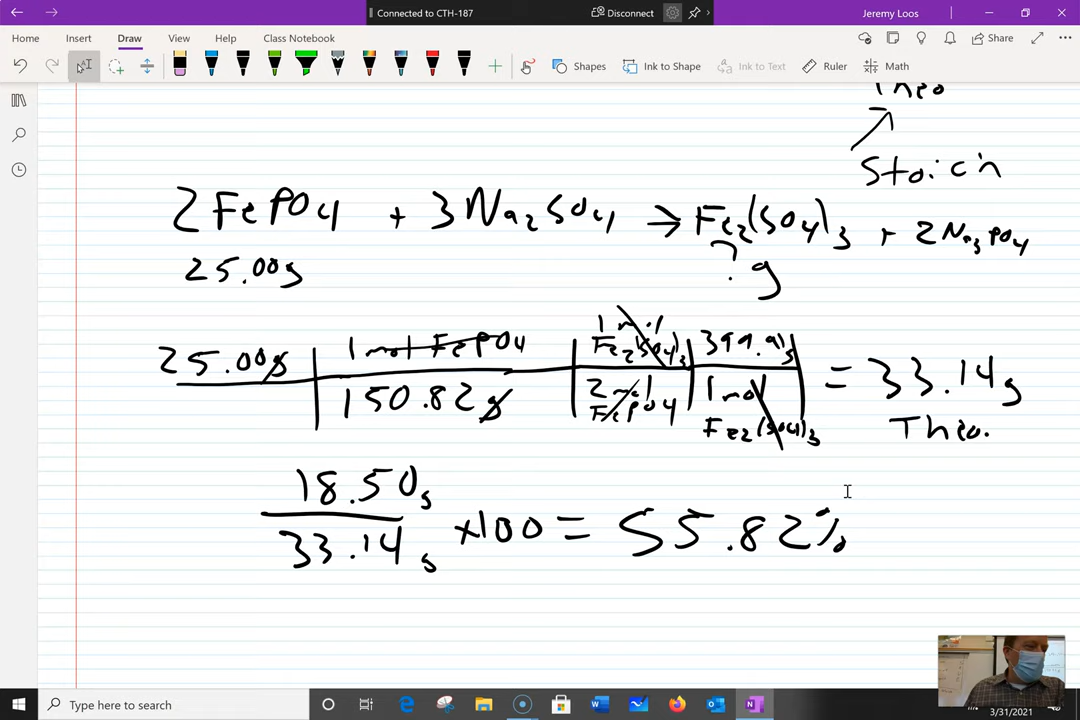 Connected to CTH-187
Disconnect
Jeremy Loos
Home Insert Draw View Help Class Notebook
Share
Shapes Ink to Shape Ink to Text Ruler Math
Theo
Stoich
2FePO4 + 3Na2SO4 → Fe2(SO4)3 + 2Na3PO4
25.00g ? g
1 mol FePO4 1 mol Fe2(SO4)3 399.9g
25.00g = 33.14g
150.82g 2 mol FePO4 1 mol Fe2(SO4)3
Theo.
18.50g
×100 = 55.82%
33.14g
Type here to search
3/31/2021